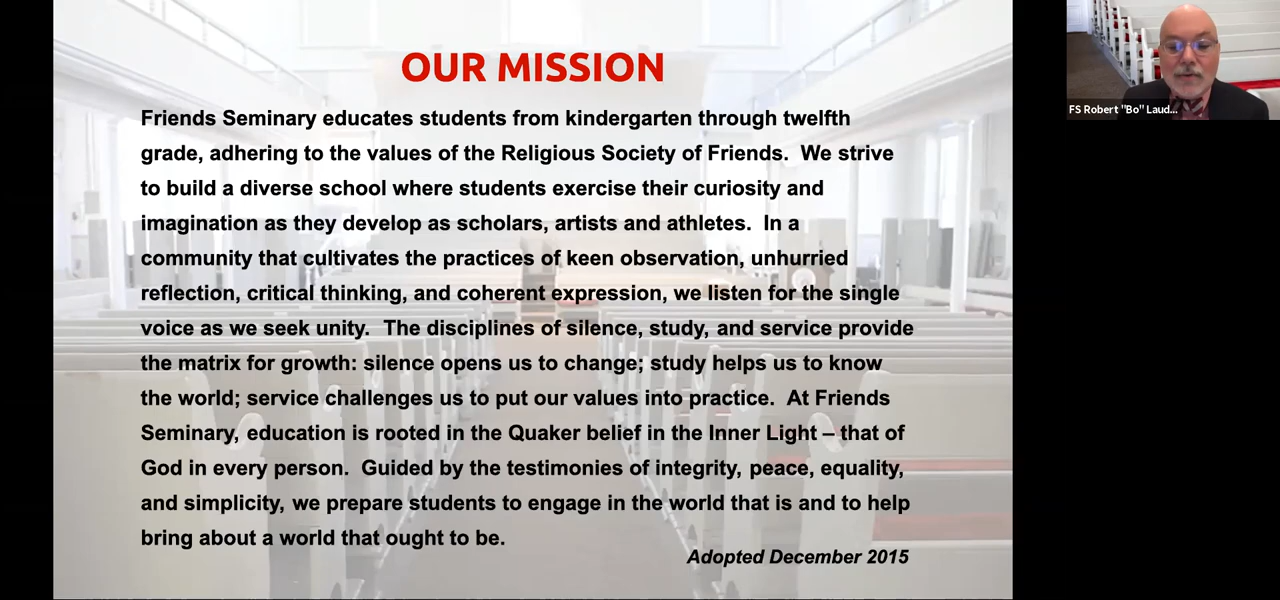 OUR MISSION
Friends Seminary educates students from kindergarten through twelfth
grade, adhering to the values of the Religious Society of Friends.  We strive
to build a diverse school where students exercise their curiosity and
imagination as they develop as scholars, artists and athletes.  In a
community that cultivates the practices of keen observation, unhurried
reflection, critical thinking, and coherent expression, we listen for the single
voice as we seek unity.  The disciplines of silence, study, and service provide
the matrix for growth: silence opens us to change; study helps us to know
the world; service challenges us to put our values into practice.  At Friends
Seminary, education is rooted in the Quaker belief in the Inner Light – that of
God in every person.  Guided by the testimonies of integrity, peace, equality,
and simplicity, we prepare students to engage in the world that is and to help
bring about a world that ought to be.
Adopted December 2015
FS Robert "Bo" Laud...